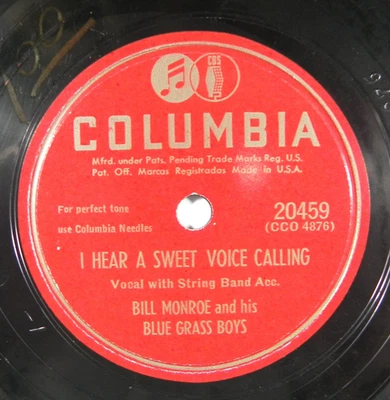 CBS
COLUMBIA
Mfrd. under Pats. Pending Trade Marks Reg. U.S.
Pat. Off. Marcas Registradas Made in U.S.A.
For perfect tone
use Columbia Needles
20459
(CCO 4876)
I HEAR A SWEET VOICE CALLING
Vocal with String Band Acc.
BILL MONROE and his
BLUE GRASS BOYS